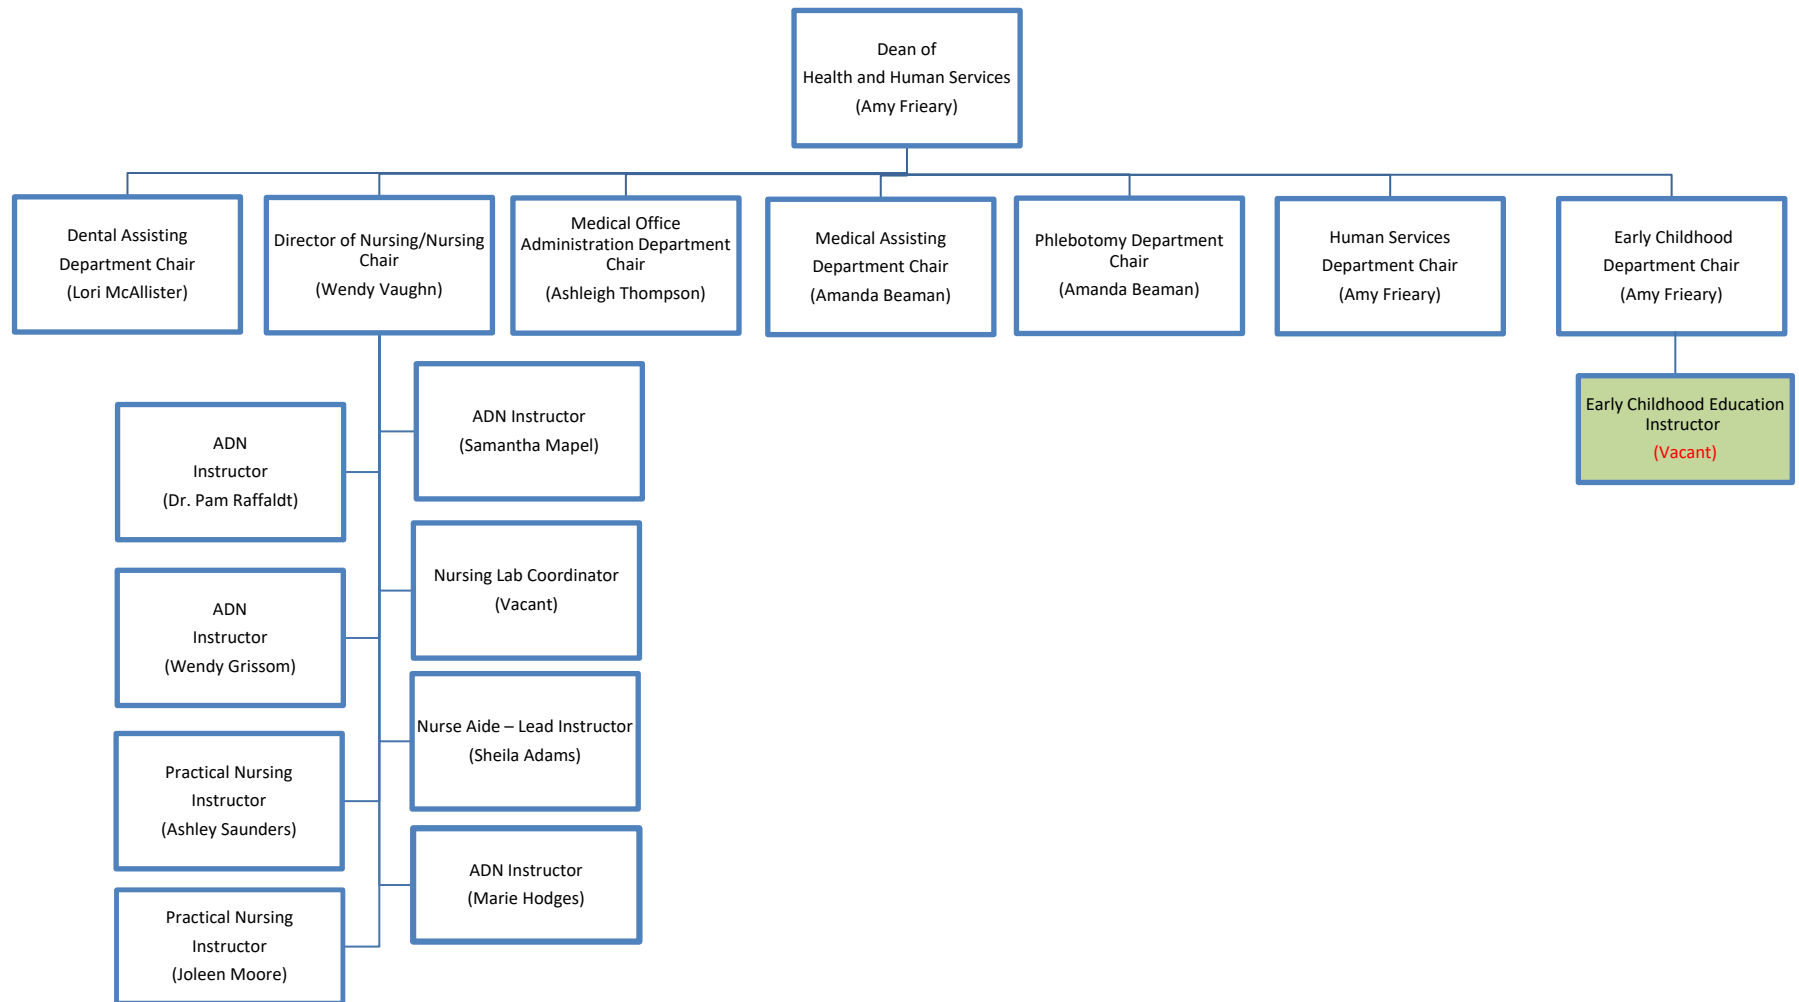 Dean of
Health and Human Services
(Amy Frieary)
Dental Assisting
Department Chair
(Lori McAllister)
Director of Nursing/Nursing
Chair
(Wendy Vaughn)
Medical Office
Administration Department
Chair
(Ashleigh Thompson)
Medical Assisting
Department Chair
(Amanda Beaman)
Phlebotomy Department
Chair
(Amanda Beaman)
Human Services
Department Chair
(Amy Frieary)
Early Childhood
Department Chair
(Amy Frieary)
Early Childhood Education
Instructor
(Vacant)
ADN
Instructor
(Dr. Pam Raffaldt)
ADN Instructor
(Samantha Mapel)
ADN
Instructor
(Wendy Grissom)
Nursing Lab Coordinator
(Vacant)
Practical Nursing
Instructor
(Ashley Saunders)
Nurse Aide – Lead Instructor
(Sheila Adams)
Practical Nursing
Instructor
(Joleen Moore)
ADN Instructor
(Marie Hodges)